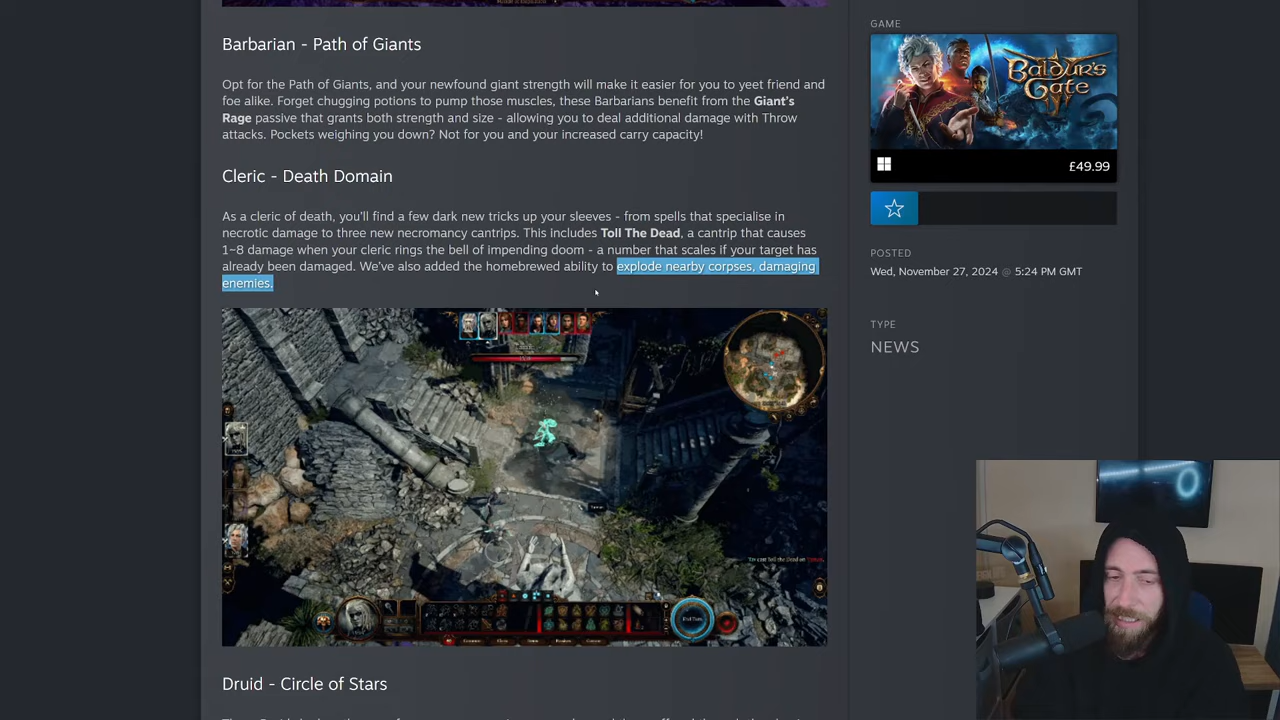 Barbarian - Path of Giants
Opt for the Path of Giants, and your newfound giant strength will make it easier for you to yeet friend and
foe alike. Forget chugging potions to pump those muscles, these Barbarians benefit from the Giant's
Rage passive that grants both strength and size - allowing you to deal additional damage with Throw
attacks. Pockets weighing you down? Not for you and your increased carry capacity!
Cleric - Death Domain
As a cleric of death, you'll find a few dark new tricks up your sleeves - from spells that specialise in
necrotic damage to three new necromancy cantrips. This includes Toll The Dead, a cantrip that causes
1~8 damage when your cleric rings the bell of impending doom - a number that scales if your target has
already been damaged. We've also added the homebrewed ability to explode nearby corpses, damaging
enemies.
End Turn
Druid - Circle of Stars
GAME
BALDUR'S
GATE
£49.99
POSTED
Wed, November 27, 2024 @ 5:24 PM GMT
TYPE
NEWS